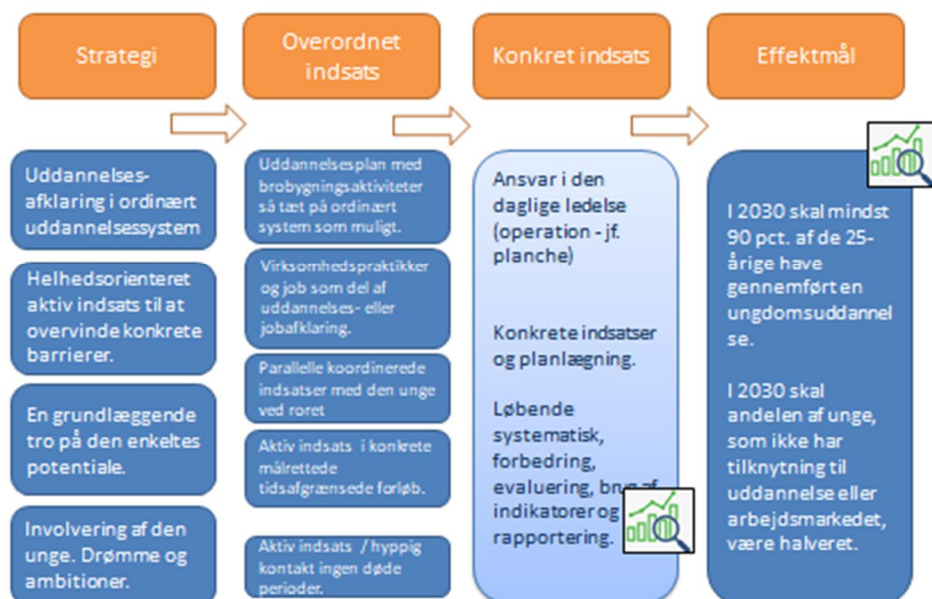 Strategi
Overordnet
indsats
Konkret indsats
Effektmål
Uddannelses-
afklaring i ordinært
uddannelsessystem
Helhedsorienteret
aktiv indsats til at
overvinde konkrete
barrierer.
En grundlæggende
tro på den enkeltes
potentiale.
Involvering af den
unge. Drømme og
ambitioner.
Uddannelsesplan med
brobygningsaktiviteter
så tæt på ordinært
system som muligt.
Virksomhedspraktikker
og job som del af
uddannelses- eller
jobafklaring.
Parallelle koordinerede
indsatser med den unge
ved roret
Aktiv indsats i konkrete
målrettede
tidsafgrænsede forløb.
Aktiv indsats / hyppig
kontakt ingen døde
perioder.
Ansvar i den
daglige ledelse
(operation - jf.
planche)
Konkrete indsatser
og planlægning.
Løbende
systematisk,
forbedring,
evaluering, brug af
indikatorer og
rapportering.
I 2030 skal mindst
90 pct. af de 25-
årige have
gennemført en
ungdomsuddannel
se.
I 2030 skal
andelen af unge,
som ikke har
tilknytning til
uddannelse eller
arbejdsmarkedet,
være halveret.